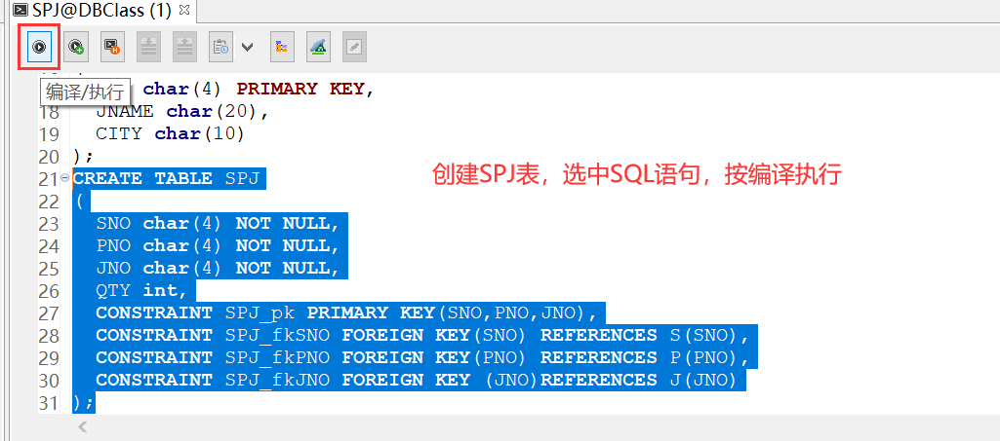 SPJ@DBClass (1)
编译/执行
char(4) PRIMARY KEY,
18 JNAME char(20),
19 CITY char(10)
20 );
21 CREATE TABLE SPJ
创建SPJ表，选中SQL语句，按编译执行
22 (
23 SNO char(4) NOT NULL,
24 PNO char(4) NOT NULL,
25 JNO char(4) NOT NULL,
26 QTY int,
27 CONSTRAINT SPJ_pk PRIMARY KEY(SNO,PNO,JNO),
28 CONSTRAINT SPJ_fkSNO FOREIGN KEY(SNO) REFERENCES S(SNO),
29 CONSTRAINT SPJ_fkPNO FOREIGN KEY(PNO) REFERENCES P(PNO),
30 CONSTRAINT SPJ_fkJNO FOREIGN KEY (JNO)REFERENCES J(JNO)
31 );